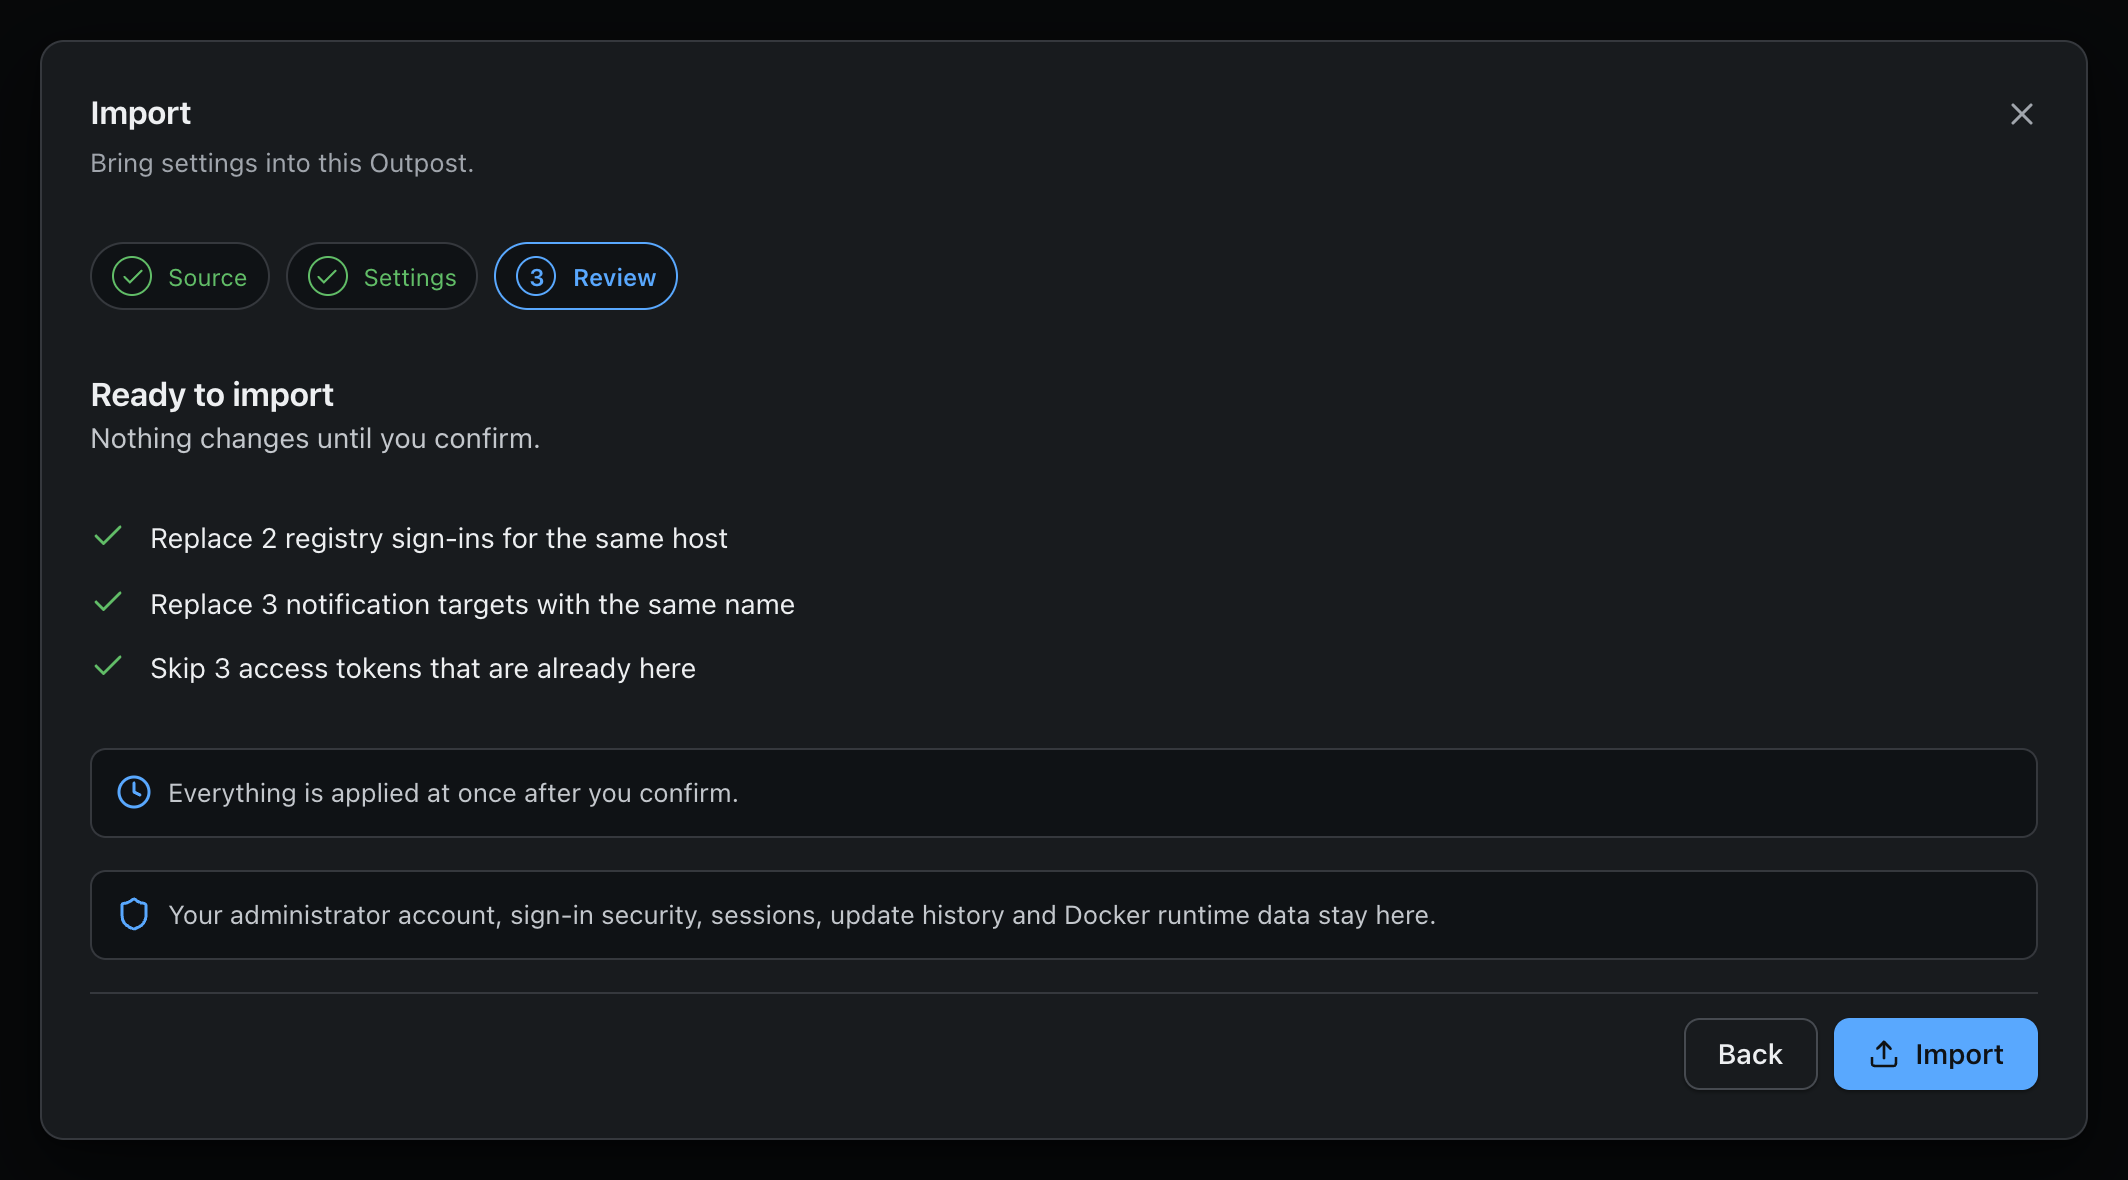 Import
Bring settings into this Outpost.
Source
Settings
3 Review
Ready to import
Nothing changes until you confirm.
Replace 2 registry sign-ins for the same host
Replace 3 notification targets with the same name
Skip 3 access tokens that are already here
Everything is applied at once after you confirm.
Your administrator account, sign-in security, sessions, update history and Docker runtime data stay here.
Back
Import